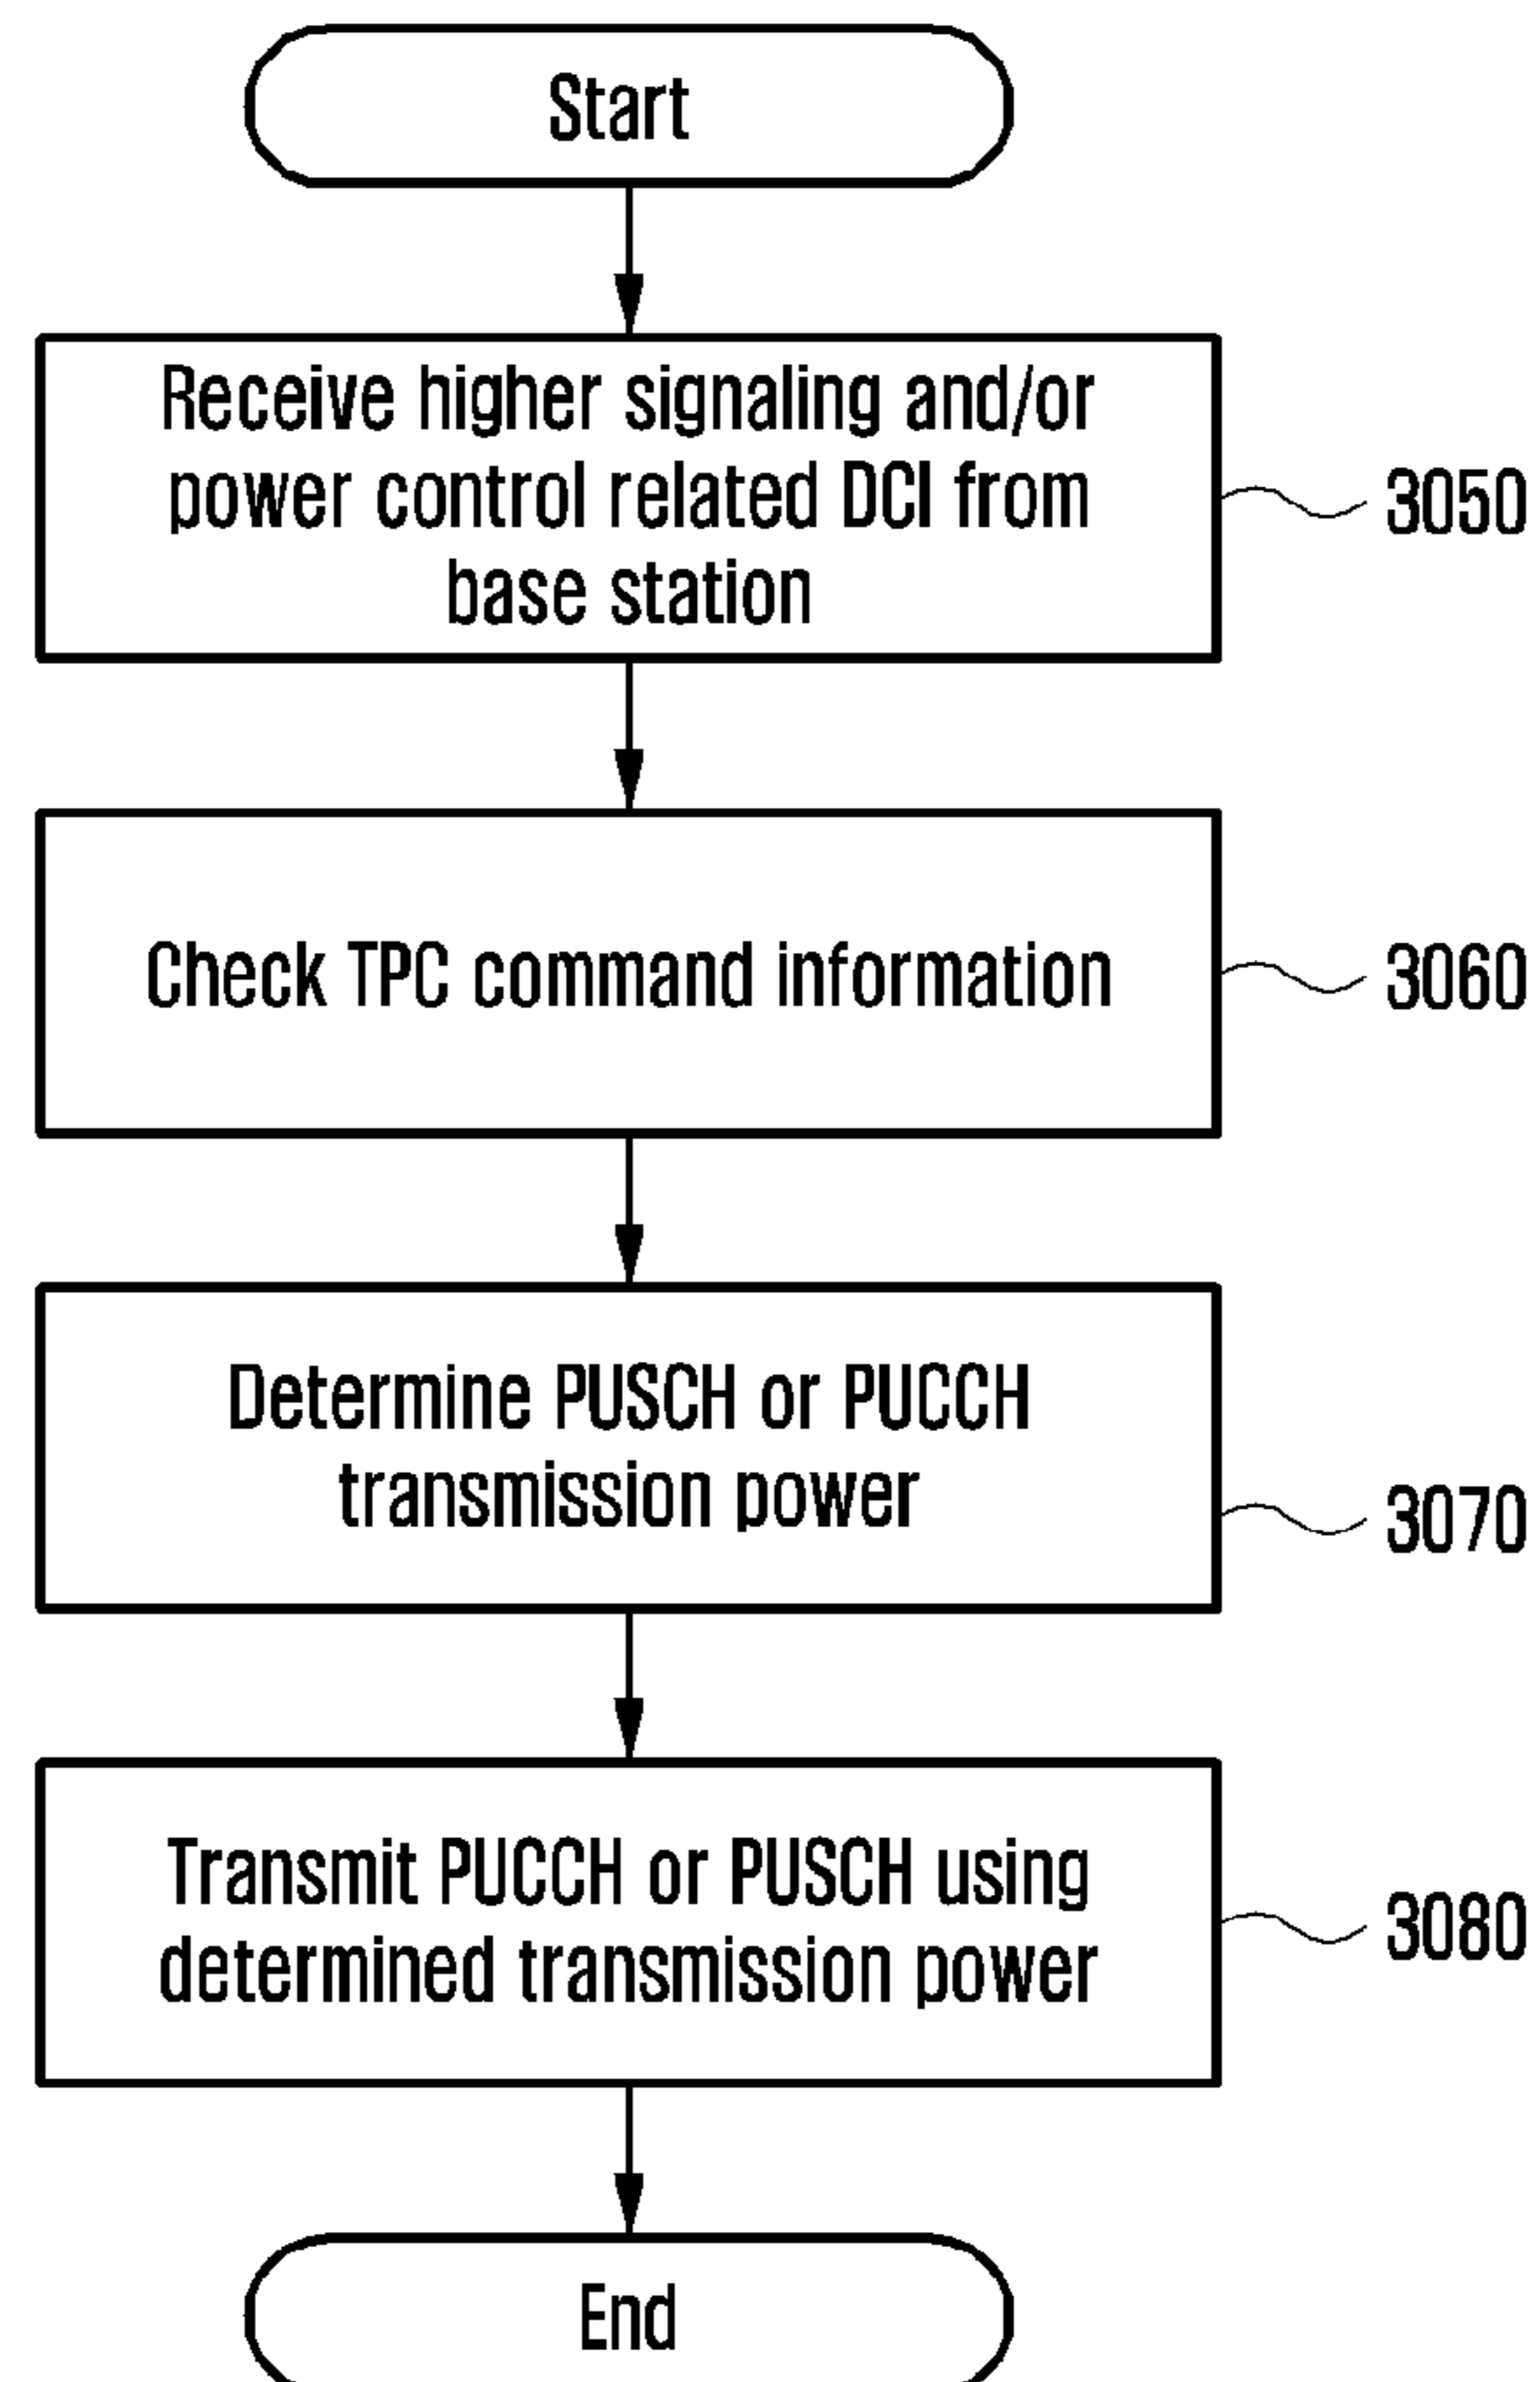 Start
Receive higher signaling and/or
power control related DCI from
base station
3050
Check TPC command information
3060
Determine PUSCH or PUCCH
transmission power
3070
Transmit PUCCH or PUSCH using
determined transmission power
3080
End